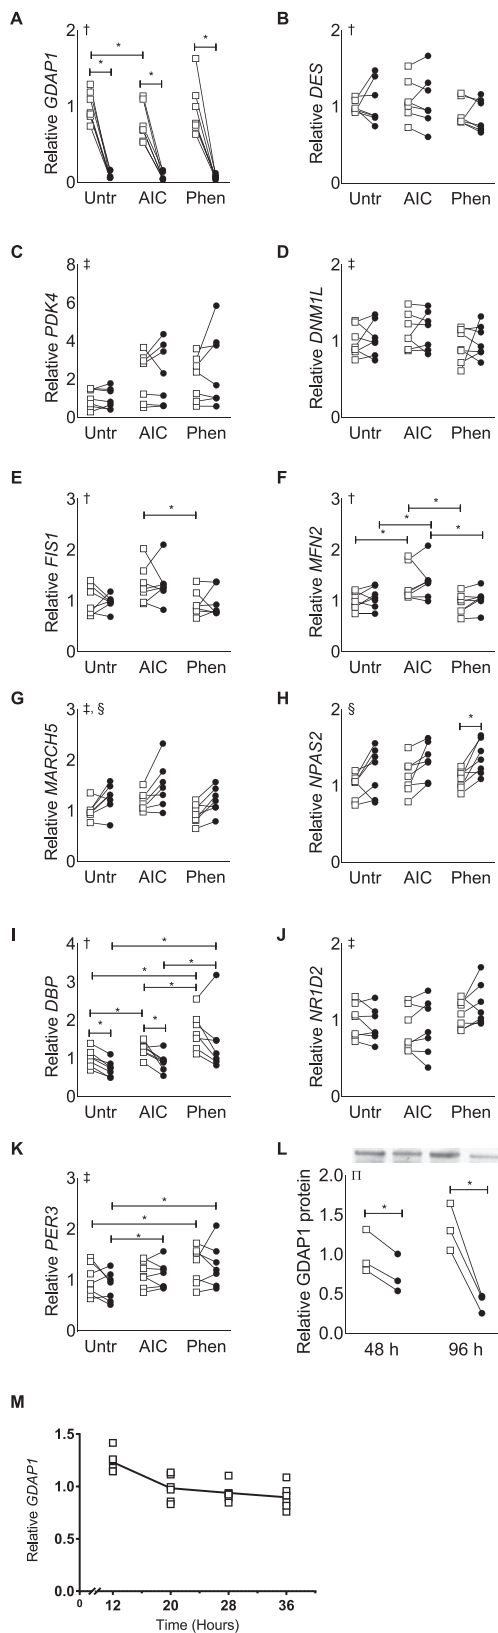 A
B
†
†
Relative GDAP1
Relative DES
2
1
0
* * * *
2
1
0
Untr AIC Phen
Untr AIC Phen
C
D
‡
‡
Relative PDK4
Relative DNM1L
8
6
4
2
0
2
1
0
Untr AIC Phen
Untr AIC Phen
E
F
†
†
Relative FIS1
Relative MFN2
3
2
1
0
*
3
2
1
0
* * * *
Untr AIC Phen
Untr AIC Phen
G
H
‡, §
§
Relative MARCH5
Relative NPAS2
3
2
1
0
2
1
0
*
Untr AIC Phen
Untr AIC Phen
I
J
†
‡
Relative DBP
Relative NR1D2
4
3
2
1
0
* * * * * * *
2
1
0
Untr AIC Phen
Untr AIC Phen
K
L
‡
Π
Relative PER3
Relative GDAP1 protein
3
2
1
0
* * *
2.0
1.5
1.0
0.5
0.0
* *
Untr AIC Phen
48 h 96 h
M
Relative GDAP1
1.5
1.0
0.5
0.0
0 12 20 28 36
Time (Hours)